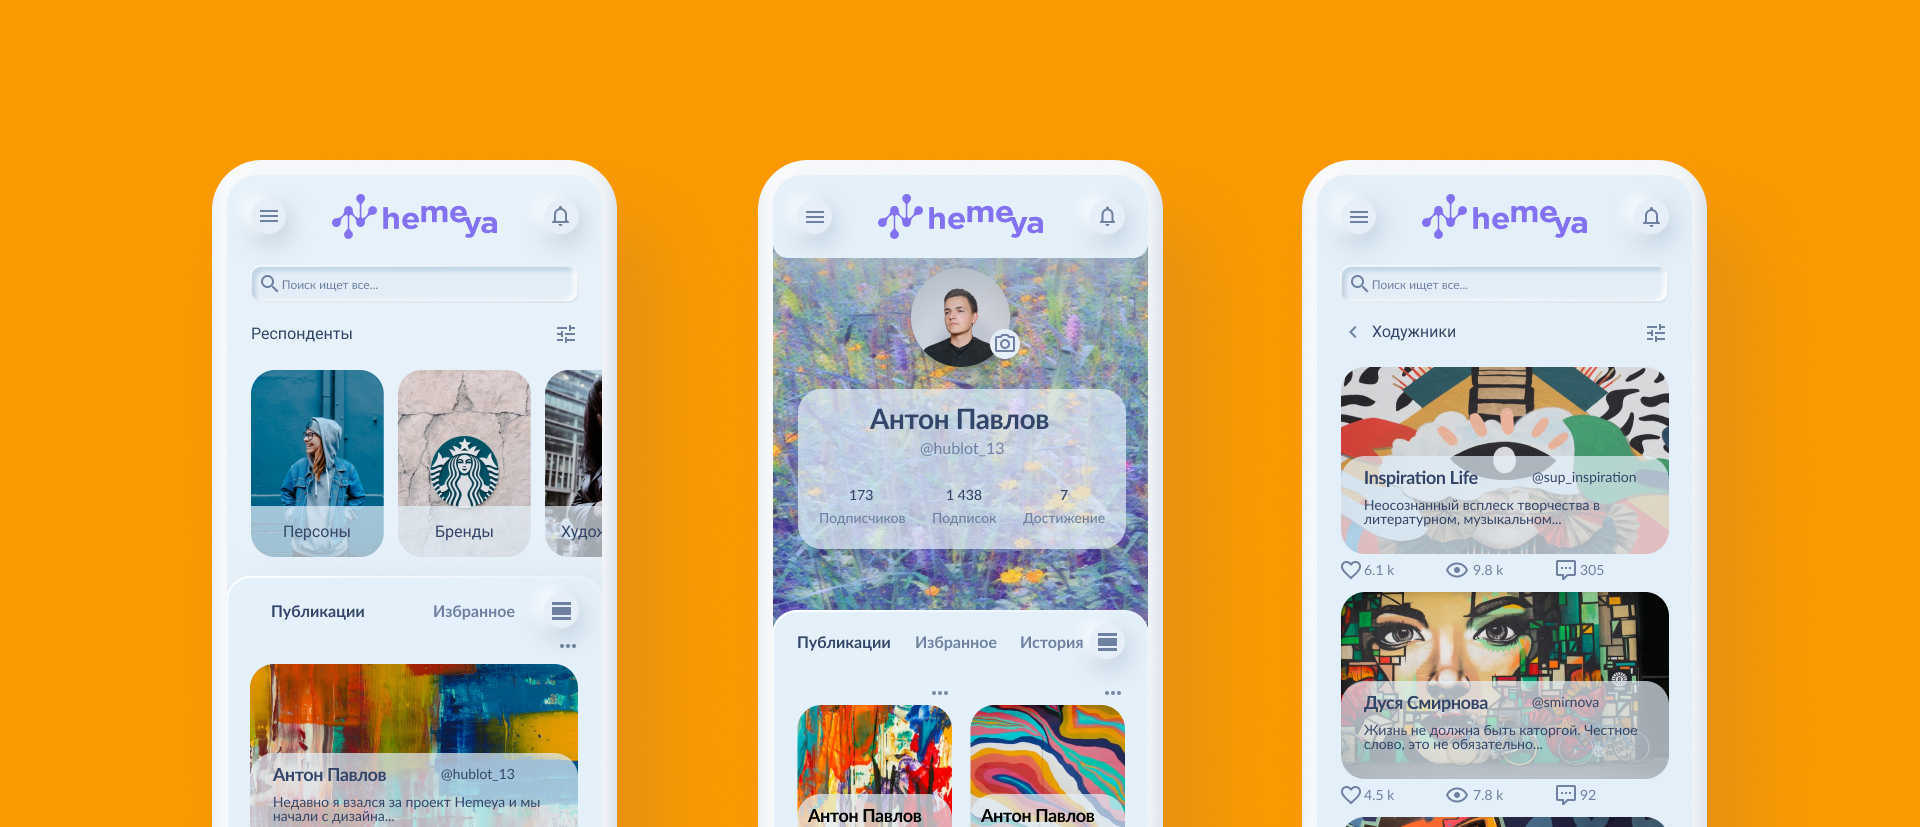 hemeya
Поиск ищет все...
Респонденты
Персоны
Бренды
Худож
Публикации
Избранное
Антон Павлов
@hublot_13
Недавно я взялся за проект Hemeya и мы
начали с дизайна...
hemeya
Антон Павлов
@hublot_13
173
1 438
7
Подписчиков
Подписок
Достижение
Публикации
Избранное
История
Антон Павлов
Антон Павлов
hemeya
Поиск ищет все...
Ходужники
Inspiration Life
@sup_inspiration
Неосознанный всплеск творчества в
литературном, музыкальном...
6.1 k
9.8 k
305
Дуся Смирнова
@smirnova
Жизнь не должна быть каторгой. Честное
слово, это не обязательно...
4.5 k
7.8 k
92